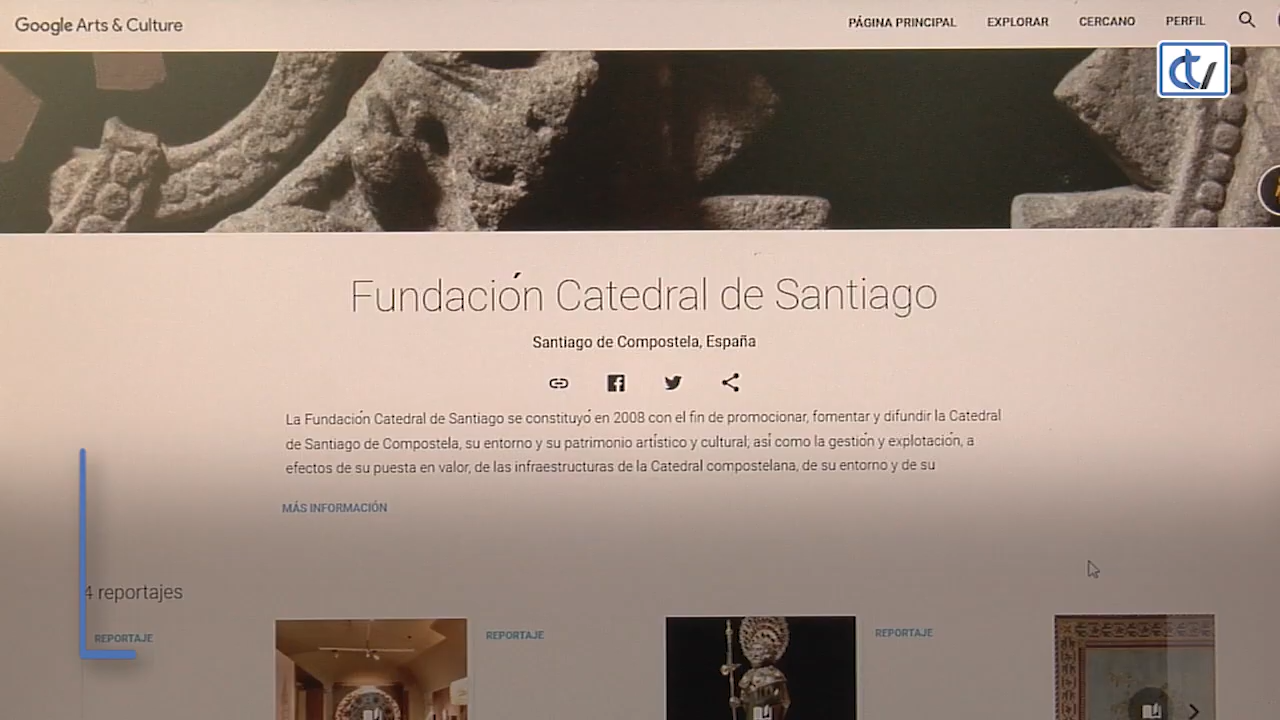 Google Arts & Culture
PÁGINA PRINCIPAL EXPLORAR CERCANO PERFIL
CTV
Fundación Catedral de Santiago
Santiago de Compostela, España
La Fundación Catedral de Santiago se constituyó en 2008 con el fin de promocionar, fomentar y difundir la Catedral
de Santiago de Compostela, su entorno y su patrimonio artístico y cultural, así como la gestión y explotación, a
efectos de su puesta en valor, de las infraestructuras de la Catedral compostelana, de su entorno y de su
MÁS INFORMACIÓN
4 reportajes
REPORTAJE REPORTAJE REPORTAJE